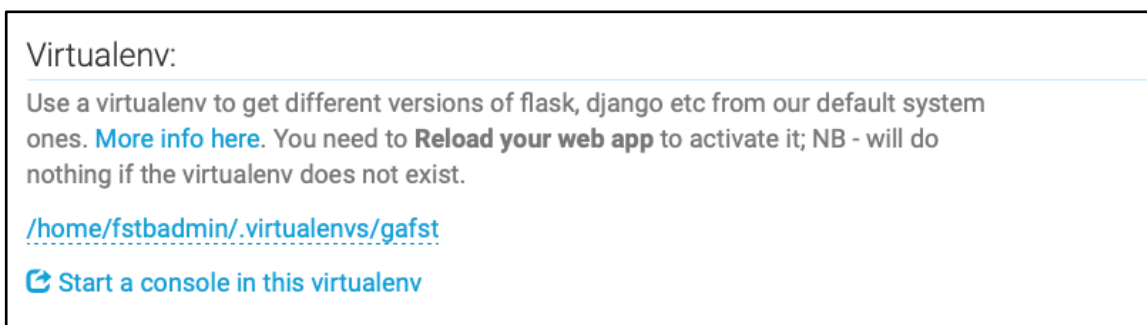 Virtualenv:
Use a virtualenv to get different versions of flask, django etc from our default system
ones. More info here. You need to Reload your web app to activate it; NB - will do
nothing if the virtualenv does not exist.
/home/fstbadmin/.virtualenvs/gafst
Start a console in this virtualenv